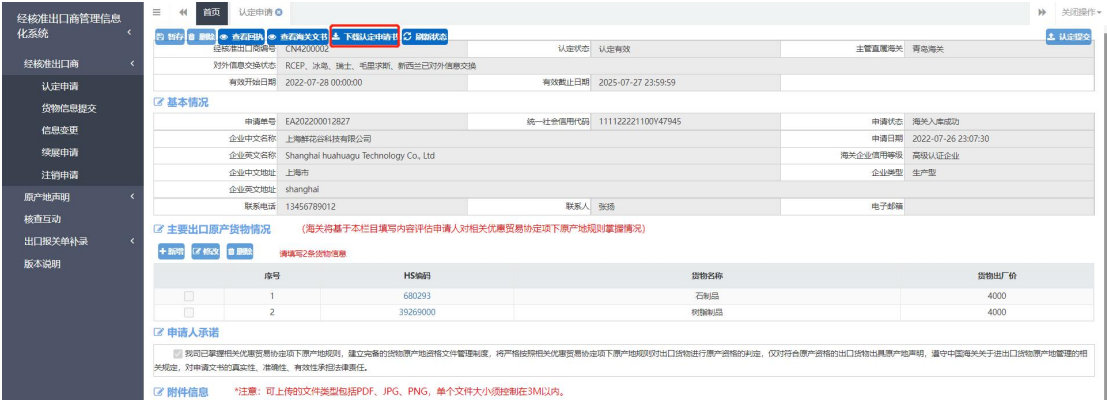 经核准出口商管理信息
化系统
经核准出口商
认定申请
货物信息提交
信息变更
续展申请
注销申请
原产地声明
核查互动
出口报关单补录
版本说明
首页 认定申请 关闭操作
暂存 删除 查看回执 查看海关文书 下载认定申请书 刷新状态 认定提交
经核准出口商编号 CN4200002 认定状态 认定有效 主管直属海关 青岛海关
对外信息交换状态 RCEP、冰岛、瑞士、毛里求斯、新西兰已对外信息交换
有效开始日期 2022-07-28 00:00:00 有效截止日期 2025-07-27 23:59:59
基本情况
申请单号 EA202200012827 统一社会信用代码 111122221100Y47945 申请状态 海关入库成功
企业中文名称 上海鲜花谷科技有限公司 申请日期 2022-07-26 23:07:30
企业英文名称 Shanghai huahuagu Technology Co., Ltd 海关企业信用等级 高级认证企业
企业中文地址 上海市 企业类型 生产型
企业英文地址 shanghai
联系电话 13456789012 联系人 张扬 电子邮箱
主要出口原产货物情况 (海关将基于本栏目填写内容评估申请人对相关优惠贸易协定项下原产地规则掌握情况)
新增 修改 删除 请填写2条货物信息
序号 HS编码 货物名称 货物出厂价
1 680293 石制品 4000
2 39269000 树脂制品 4000
申请人承诺
我司已掌握相关优惠贸易协定项下原产地规则，建立完备的货物原产地资格文件管理制度，将严格按照相关优惠贸易协定项下原产地规则对出口货物进行原产资格的判定，仅对符合原产资格的出口货物出具原产地声明，遵守中国海关关于进出口货物原产地管理的相
关规定，对申请文书的真实性、准确性、有效性承担法律责任。
附件信息 *注意：可上传的文件类型包括PDF、JPG、PNG，单个文件大小须控制在3M以内。